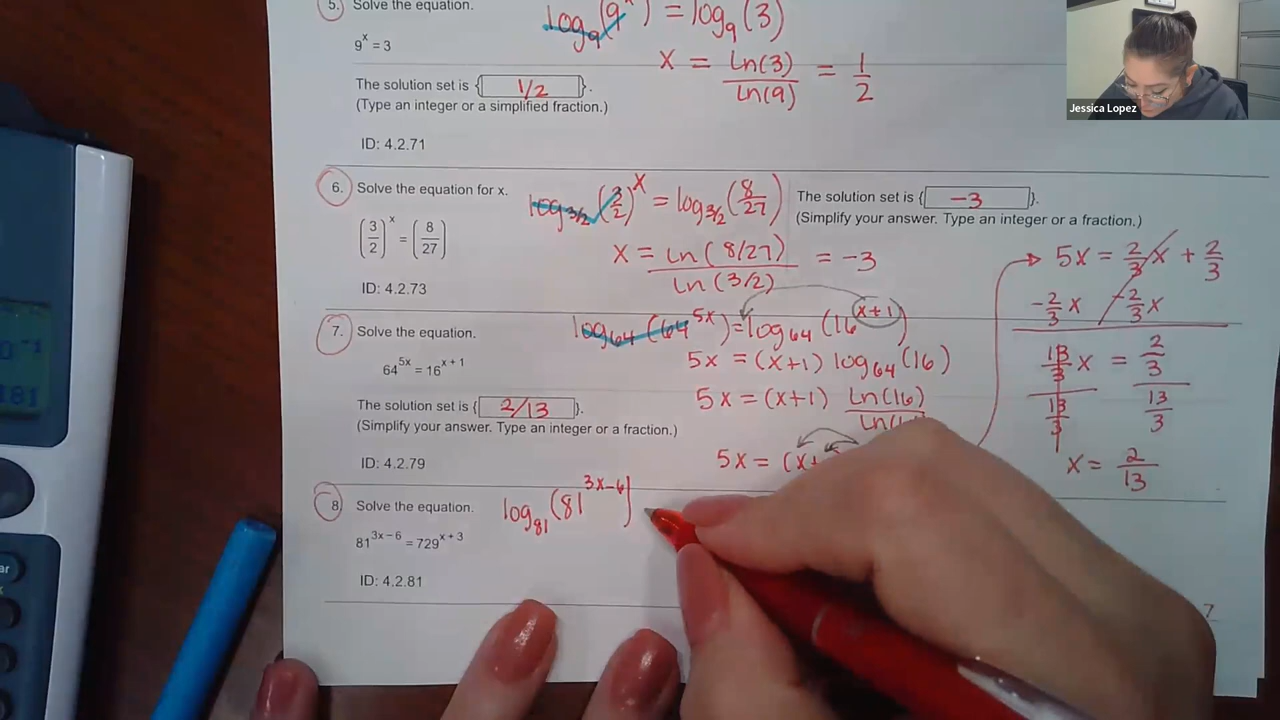 5. Solve the equation.
log₉(9ˣ) = log₉(3)
9ˣ = 3
x = ln(3)/ln(9) = 1/2
The solution set is { 1/2 }.
(Type an integer or a simplified fraction.)
ID: 4.2.71
6. Solve the equation for x.
log_3/2 (3/2)^x = log_3/2 (8/27)
The solution set is { -3 }.
(Simplify your answer. Type an integer or a fraction.)
(3/2)^x = (8/27)
x = ln(8/27)/ln(3/2) = -3
ID: 4.2.73
7. Solve the equation.
log₆₄(64^5x) = log₆₄(16^x+1)
64^5x = 16^x+1
5x = (x+1) log₆₄(16)
The solution set is { 2/13 }.
5x = (x+1) ln(16)
(Simplify your answer. Type an integer or a fraction.)
ID: 4.2.79
5x = (x+
5x = 2/3 x + 2/3
-2/3 x -2/3 x
13/3 x = 2/3
13/3 13/3
x = 2/13
8. Solve the equation.
log₈₁(81^3x-6)
81^3x-6 = 729^x+3
ID: 4.2.81
7
Jessica Lopez
81